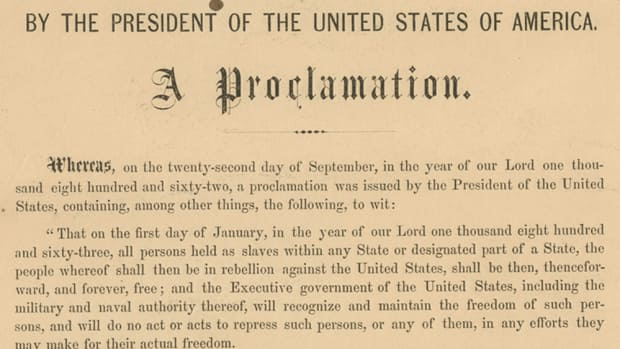 BY THE PRESIDENT OF THE UNITED STATES OF AMERICA.
A Proclamation.
Whereas, on the twenty-second day of September, in the year of our Lord one thou-
sand eight hundred and sixty-two, a proclamation was issued by the President of the United
States, containing, among other things, the following, to wit:
" That on the first day of January, in the year of our Lord one thousand eight hundred
and sixty-three, all persons held as slaves within any State or designated part of a State, the
people whereof shall then be in rebellion against the United States, shall be then, thencefor-
ward, and forever, free ; and the Executive government of the United States, including the
military and naval authority thereof, will recognize and maintain the freedom of such per-
sons, and will do no act or acts to repress such persons, or any of them, in any efforts they
may make for their actual freedom.